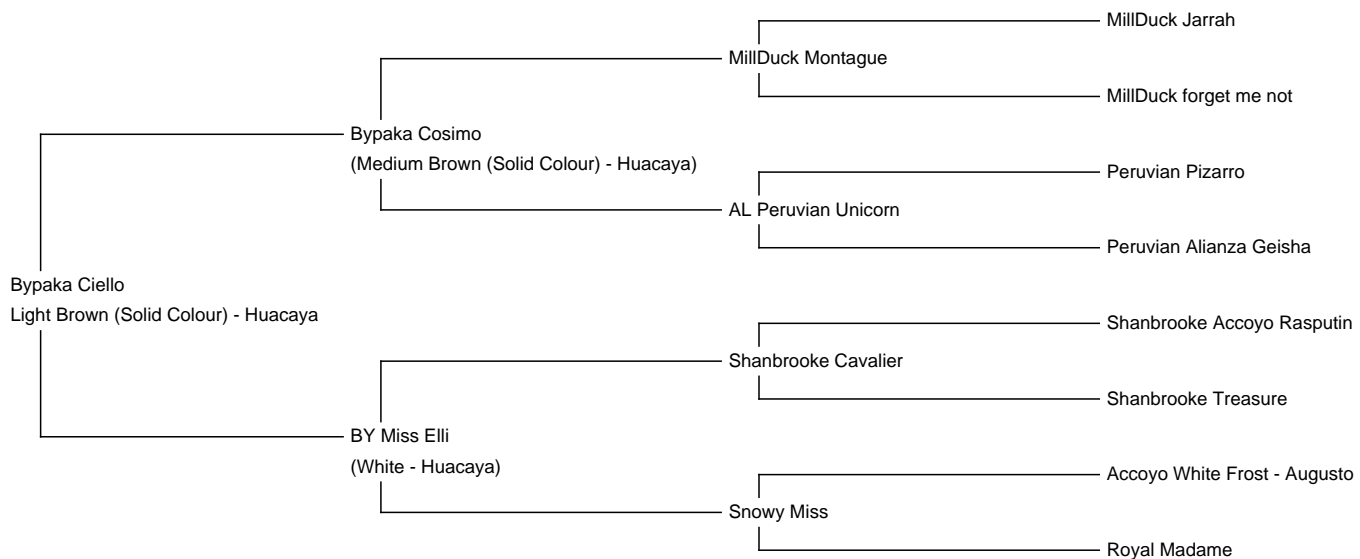 MillDuck Jarrah
MillDuck Montague
MillDuck forget me not
Bypaka Cosimo
(Medium Brown (Solid Colour) - Huacaya)
Peruvian Pizarro
AL Peruvian Unicorn
Peruvian Alianza Geisha
Bypaka Ciello
Light Brown (Solid Colour) - Huacaya
Shanbrooke Accoyo Rasputin
Shanbrooke Cavalier
Shanbrooke Treasure
BY Miss Elli
(White - Huacaya)
Accoyo White Frost - Augusto
Snowy Miss
Royal Madame